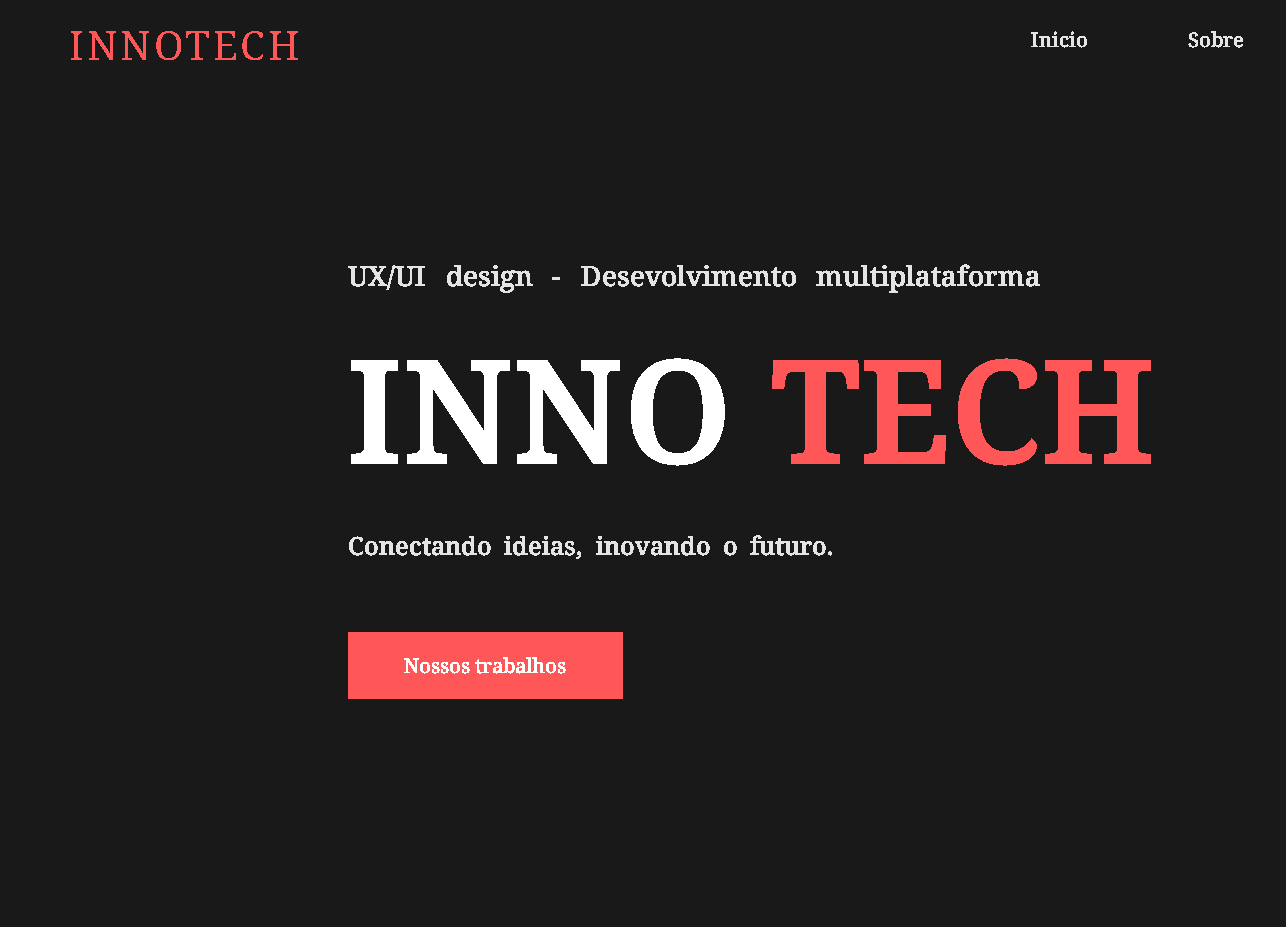 INNOTECH
Inicio
Sobre
UX/UI design - Desevolvimento multiplataforma
INNO TECH
Conectando ideias, inovando o futuro.
Nossos trabalhos